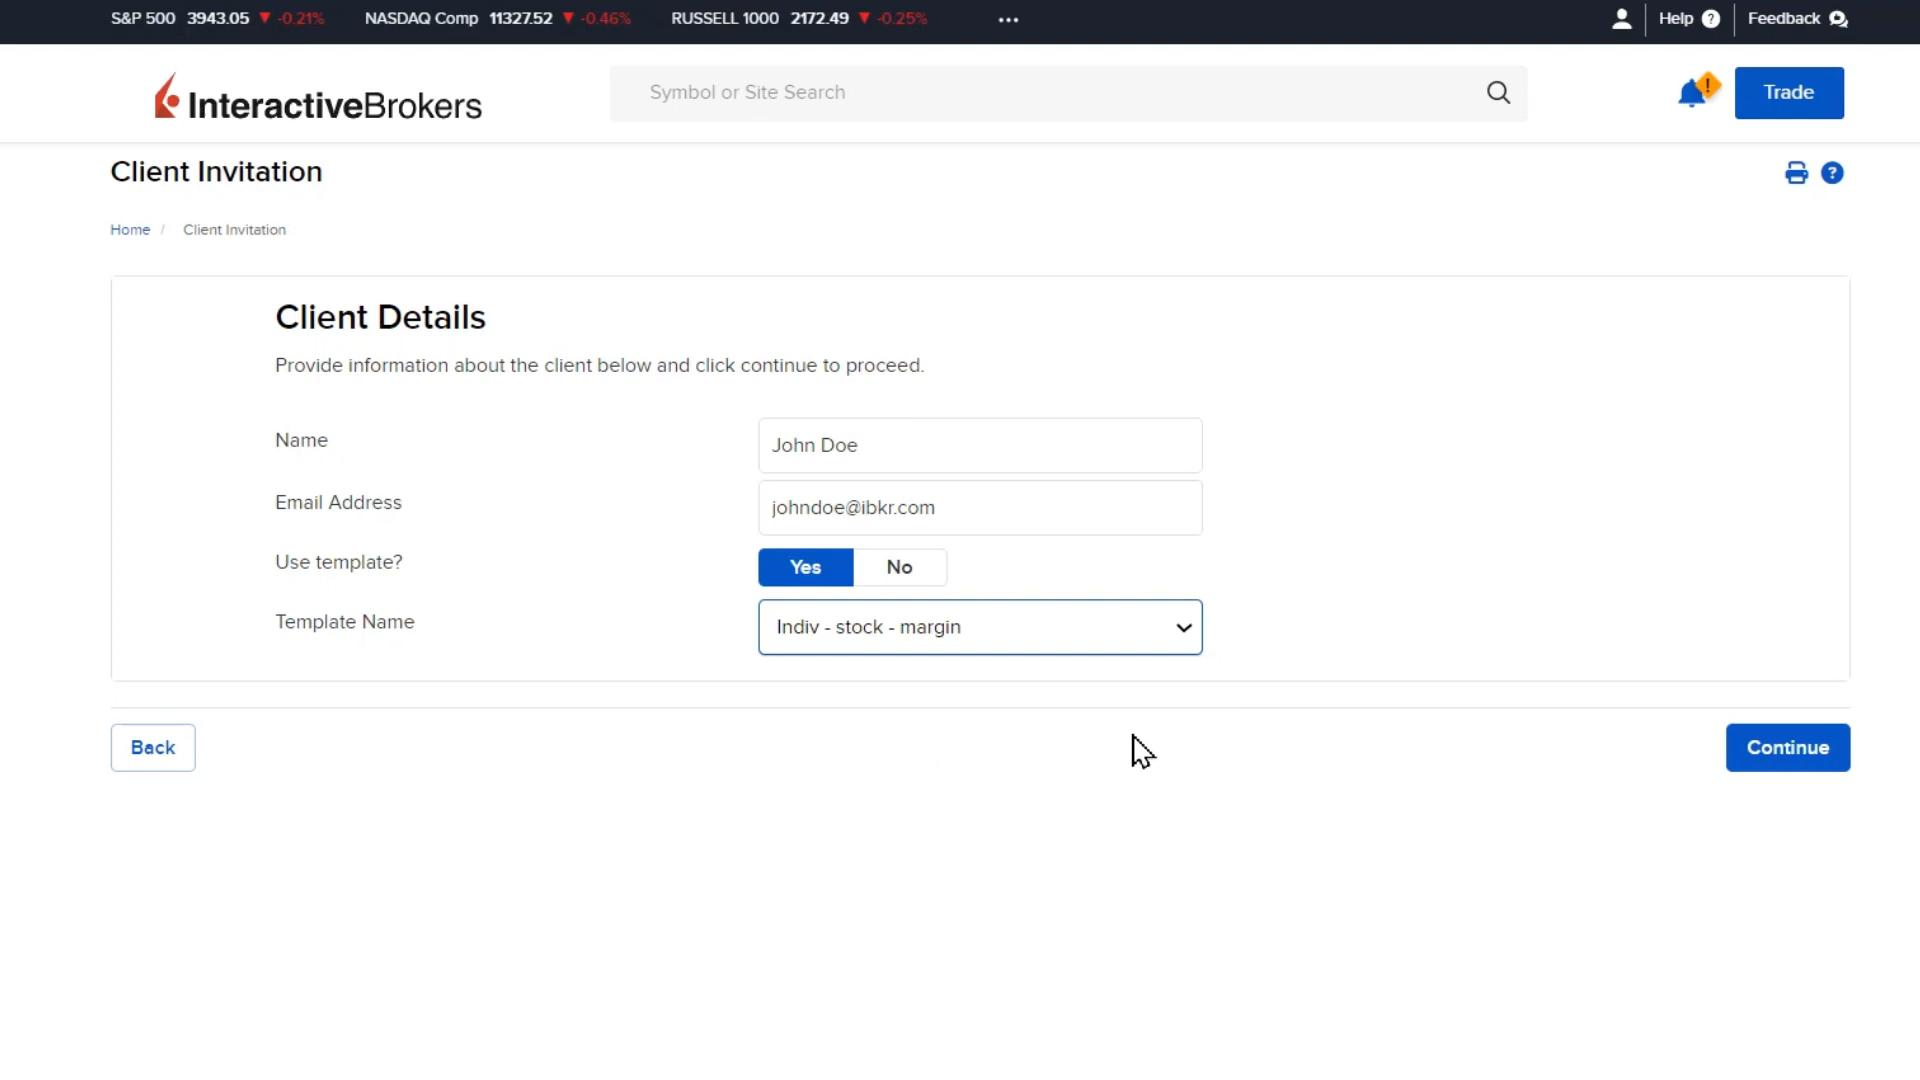 S&P 500 3943.05 ▼ -0.21% NASDAQ Comp 11327.52 ▼ -0.46% RUSSELL 1000 2172.49 ▼ -0.25% ••• Help ? Feedback
InteractiveBrokers Symbol or Site Search ! Trade
Client Invitation ?
Home / Client Invitation
Client Details
Provide information about the client below and click continue to proceed.
Name John Doe
Email Address johndoe@ibkr.com
Use template? Yes No
Template Name Indiv - stock - margin
Back Continue